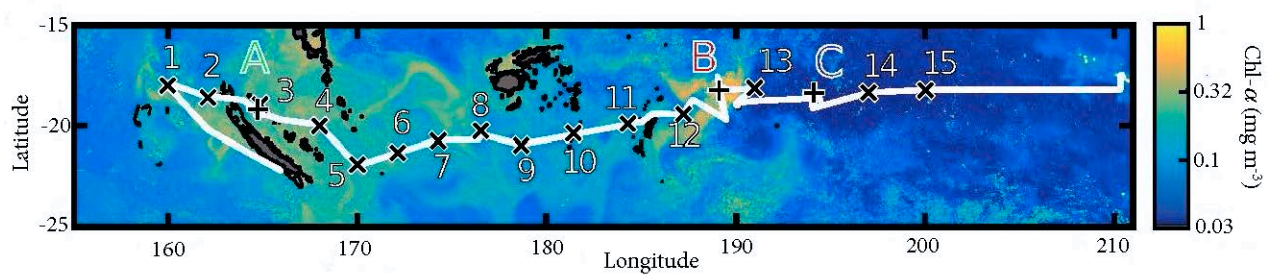 -15
-20
-25
Latitude
1 2 A 3 4 5 6 7 8 9 10 11 12 B 13 C 14 15
160 170 180 190 200 210
Longitude
1
0.32
0.1
0.03
Chl-α (mg m⁻³)